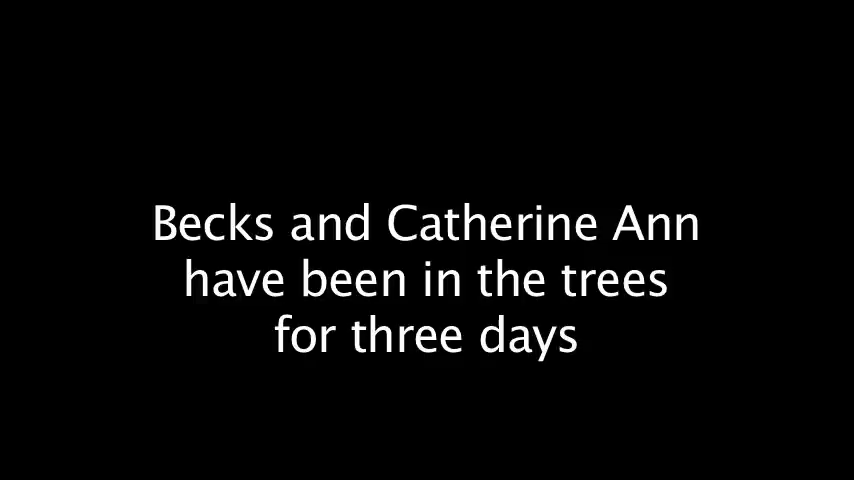 Becks and Catherine Ann
have been in the trees
for three days